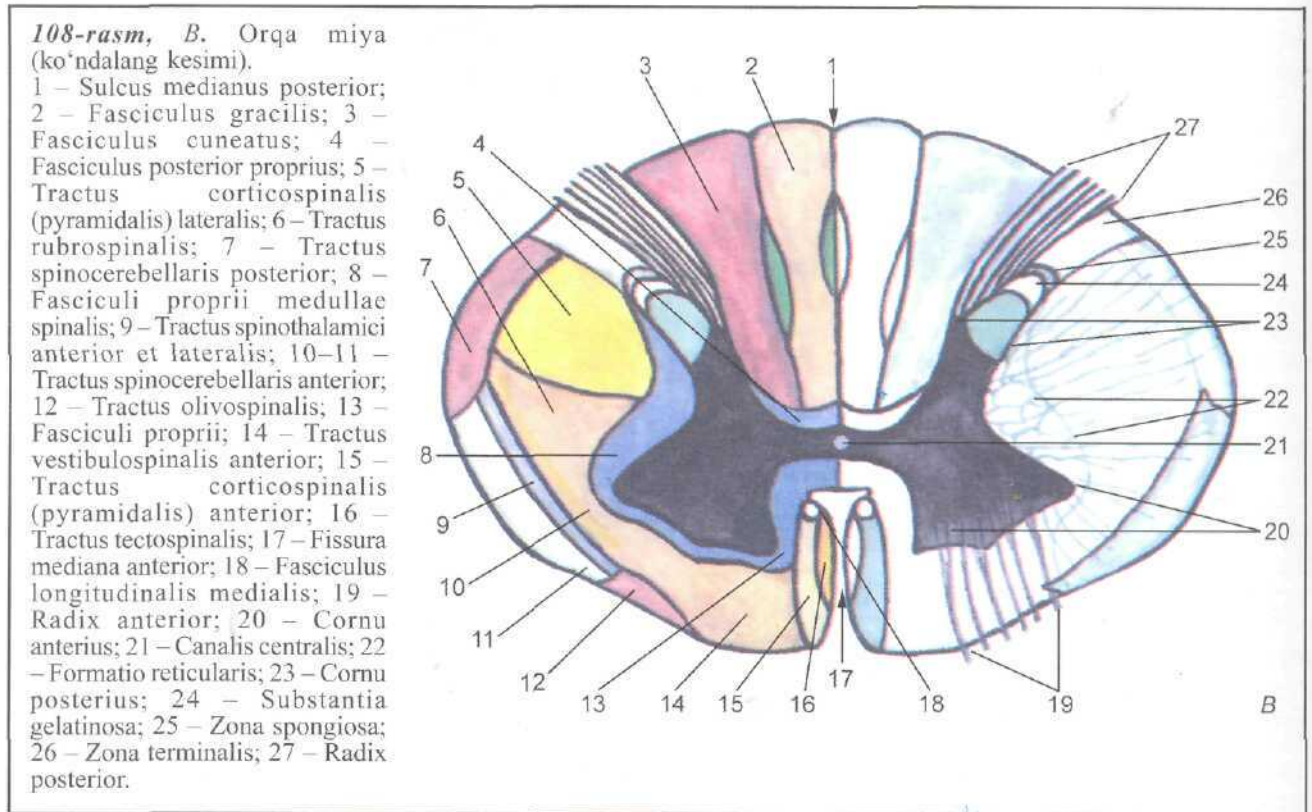 108-rasm, B. Orqa miya
(ko‘ndalang kesimi).
1 – Sulcus medianus posterior;
2 – Fasciculus gracilis; 3 –
Fasciculus cuneatus; 4 –
Fasciculus posterior proprius; 5 –
Tractus corticospinalis
(pyramidalis) lateralis; 6 – Tractus
rubrospinalis; 7 – Tractus
spinocerebellaris posterior; 8 –
Fasciculi proprii medullae
spinalis; 9 – Tractus spinothalamici
anterior et lateralis; 10–11 –
Tractus spinocerebellaris anterior;
12 – Tractus olivospinalis; 13 –
Fasciculi proprii; 14 – Tractus
vestibulospinalis anterior; 15 –
Tractus corticospinalis
(pyramidalis) anterior; 16 –
Tractus tectospinalis; 17 – Fissura
mediana anterior; 18 – Fasciculus
longitudinalis medialis; 19 –
Radix anterior; 20 – Cornu
anterius; 21 – Canalis centralis; 22
– Formatio reticularis; 23 – Cornu
posterius; 24 – Substantia
gelatinosa; 25 – Zona spongiosa;
26 – Zona terminalis; 27 – Radix
posterior.
3 2 1
27
4
5
6
7
26
25
24
23
22
21
8
9
10
11
12
20
13 14 15 16 17 18 19
B